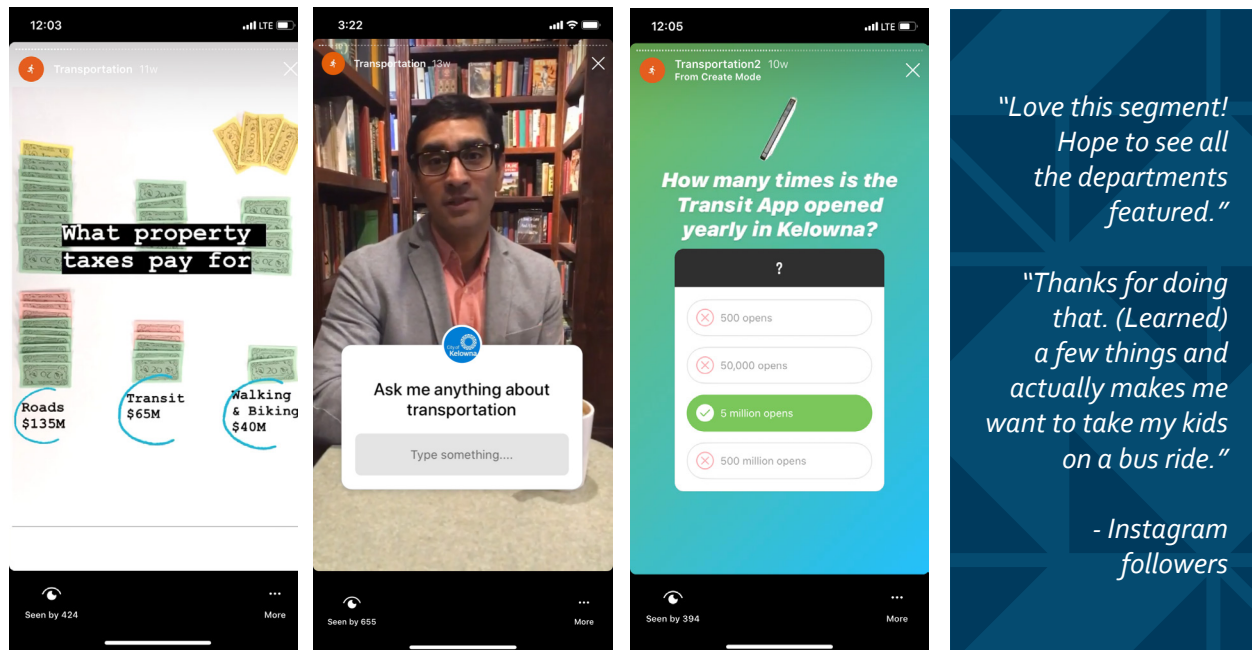 12:03
LTE
Transportation 11w
What property
taxes pay for
Roads
$135M
Transit
$65M
Walking
& Biking
$40M
Seen by 424
More
3:22
Transportation 13w
City of
Kelowna
Ask me anything about
transportation
Type something....
Seen by 655
More
12:05
LTE
Transportation2 10w
From Create Mode
How many times is the
Transit App opened
yearly in Kelowna?
?
500 opens
50,000 opens
5 million opens
500 million opens
Seen by 394
More
"Love this segment!
Hope to see all
the departments
featured."
"Thanks for doing
that. (Learned)
a few things and
actually makes me
want to take my kids
on a bus ride."
- Instagram
followers